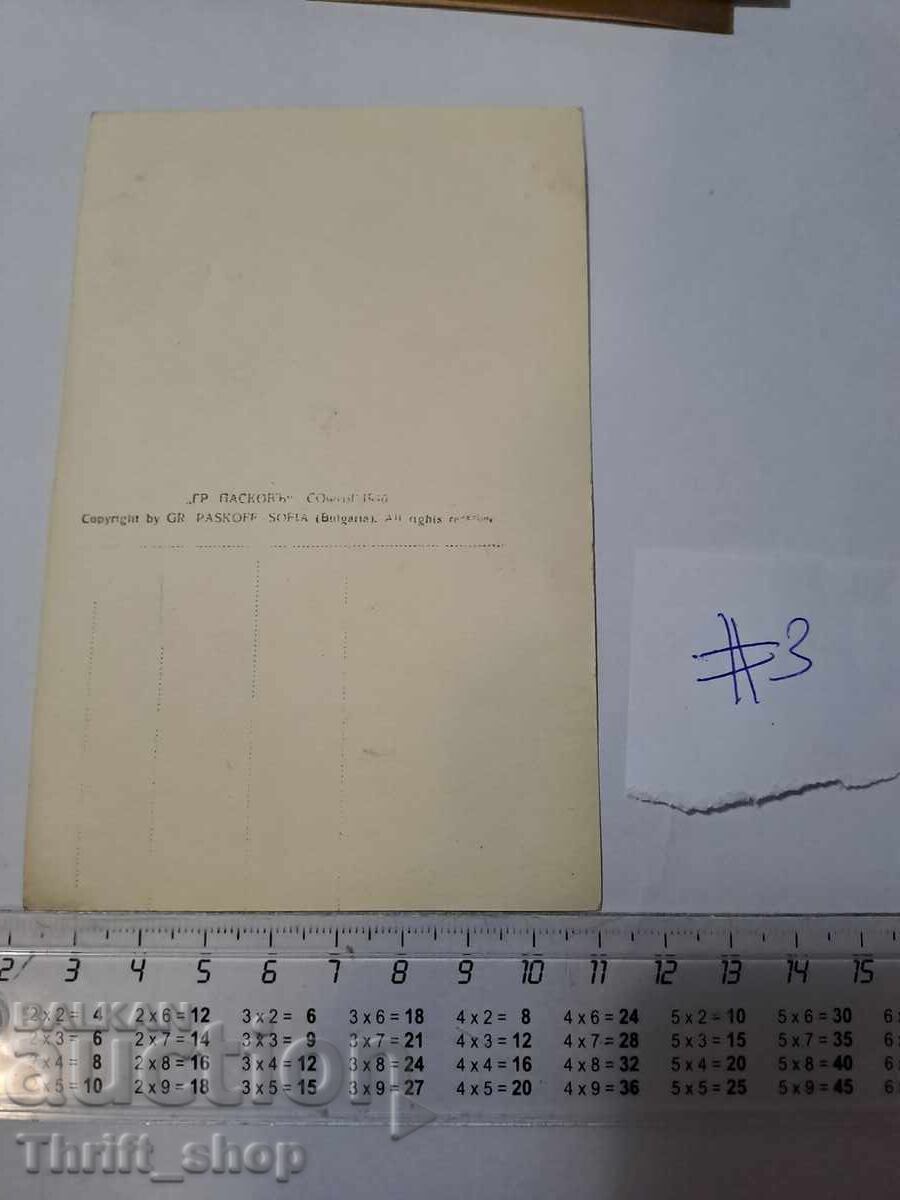 „ГР ПАСКОВЪ“
Copyright by GR PASKOFF SOFIA (Bulgaria). All rights
#3
2 3 4 5 6 7 8 9 10 11 12 13 14 15
2 x 2 = 4 2 x 6 = 12 3 x 2 = 6 3 x 6 = 18 4 x 2 = 8 4 x 6 = 24 5 x 2 = 10 5 x 6 = 30 6
2 x 3 = 6 2 x 7 = 14 3 x 3 = 9 3 x 7 = 21 4 x 3 = 12 4 x 7 = 28 5 x 3 = 15 5 x 7 = 35 6
x 4 = 8 2 x 8 = 16 3 x 4 = 12 3 x 8 = 24 4 x 4 = 16 4 x 8 = 32 5 x 4 = 20 5 x 8 = 40 6
x 5 = 10 2 x 9 = 18 3 x 5 = 15 3 x 9 = 27 4 x 5 = 20 4 x 9 = 36 5 x 5 = 25 5 x 9 = 45 6
BALKAN
auction
Thrift_shop